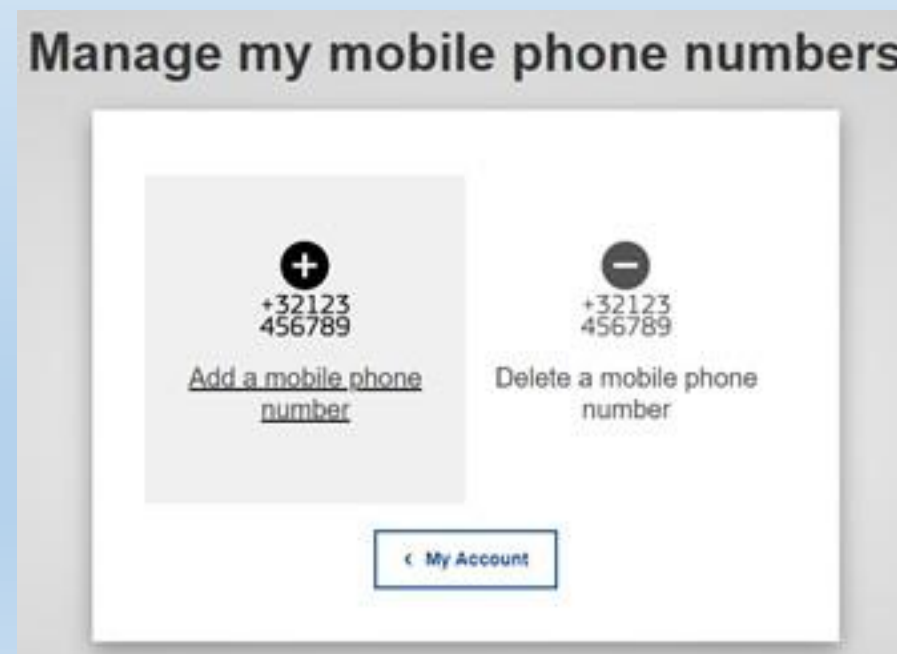 Manage my mobile phone numbers
+32123
456789
Add a mobile phone
number
+32123
456789
Delete a mobile phone
number
‹ My Account